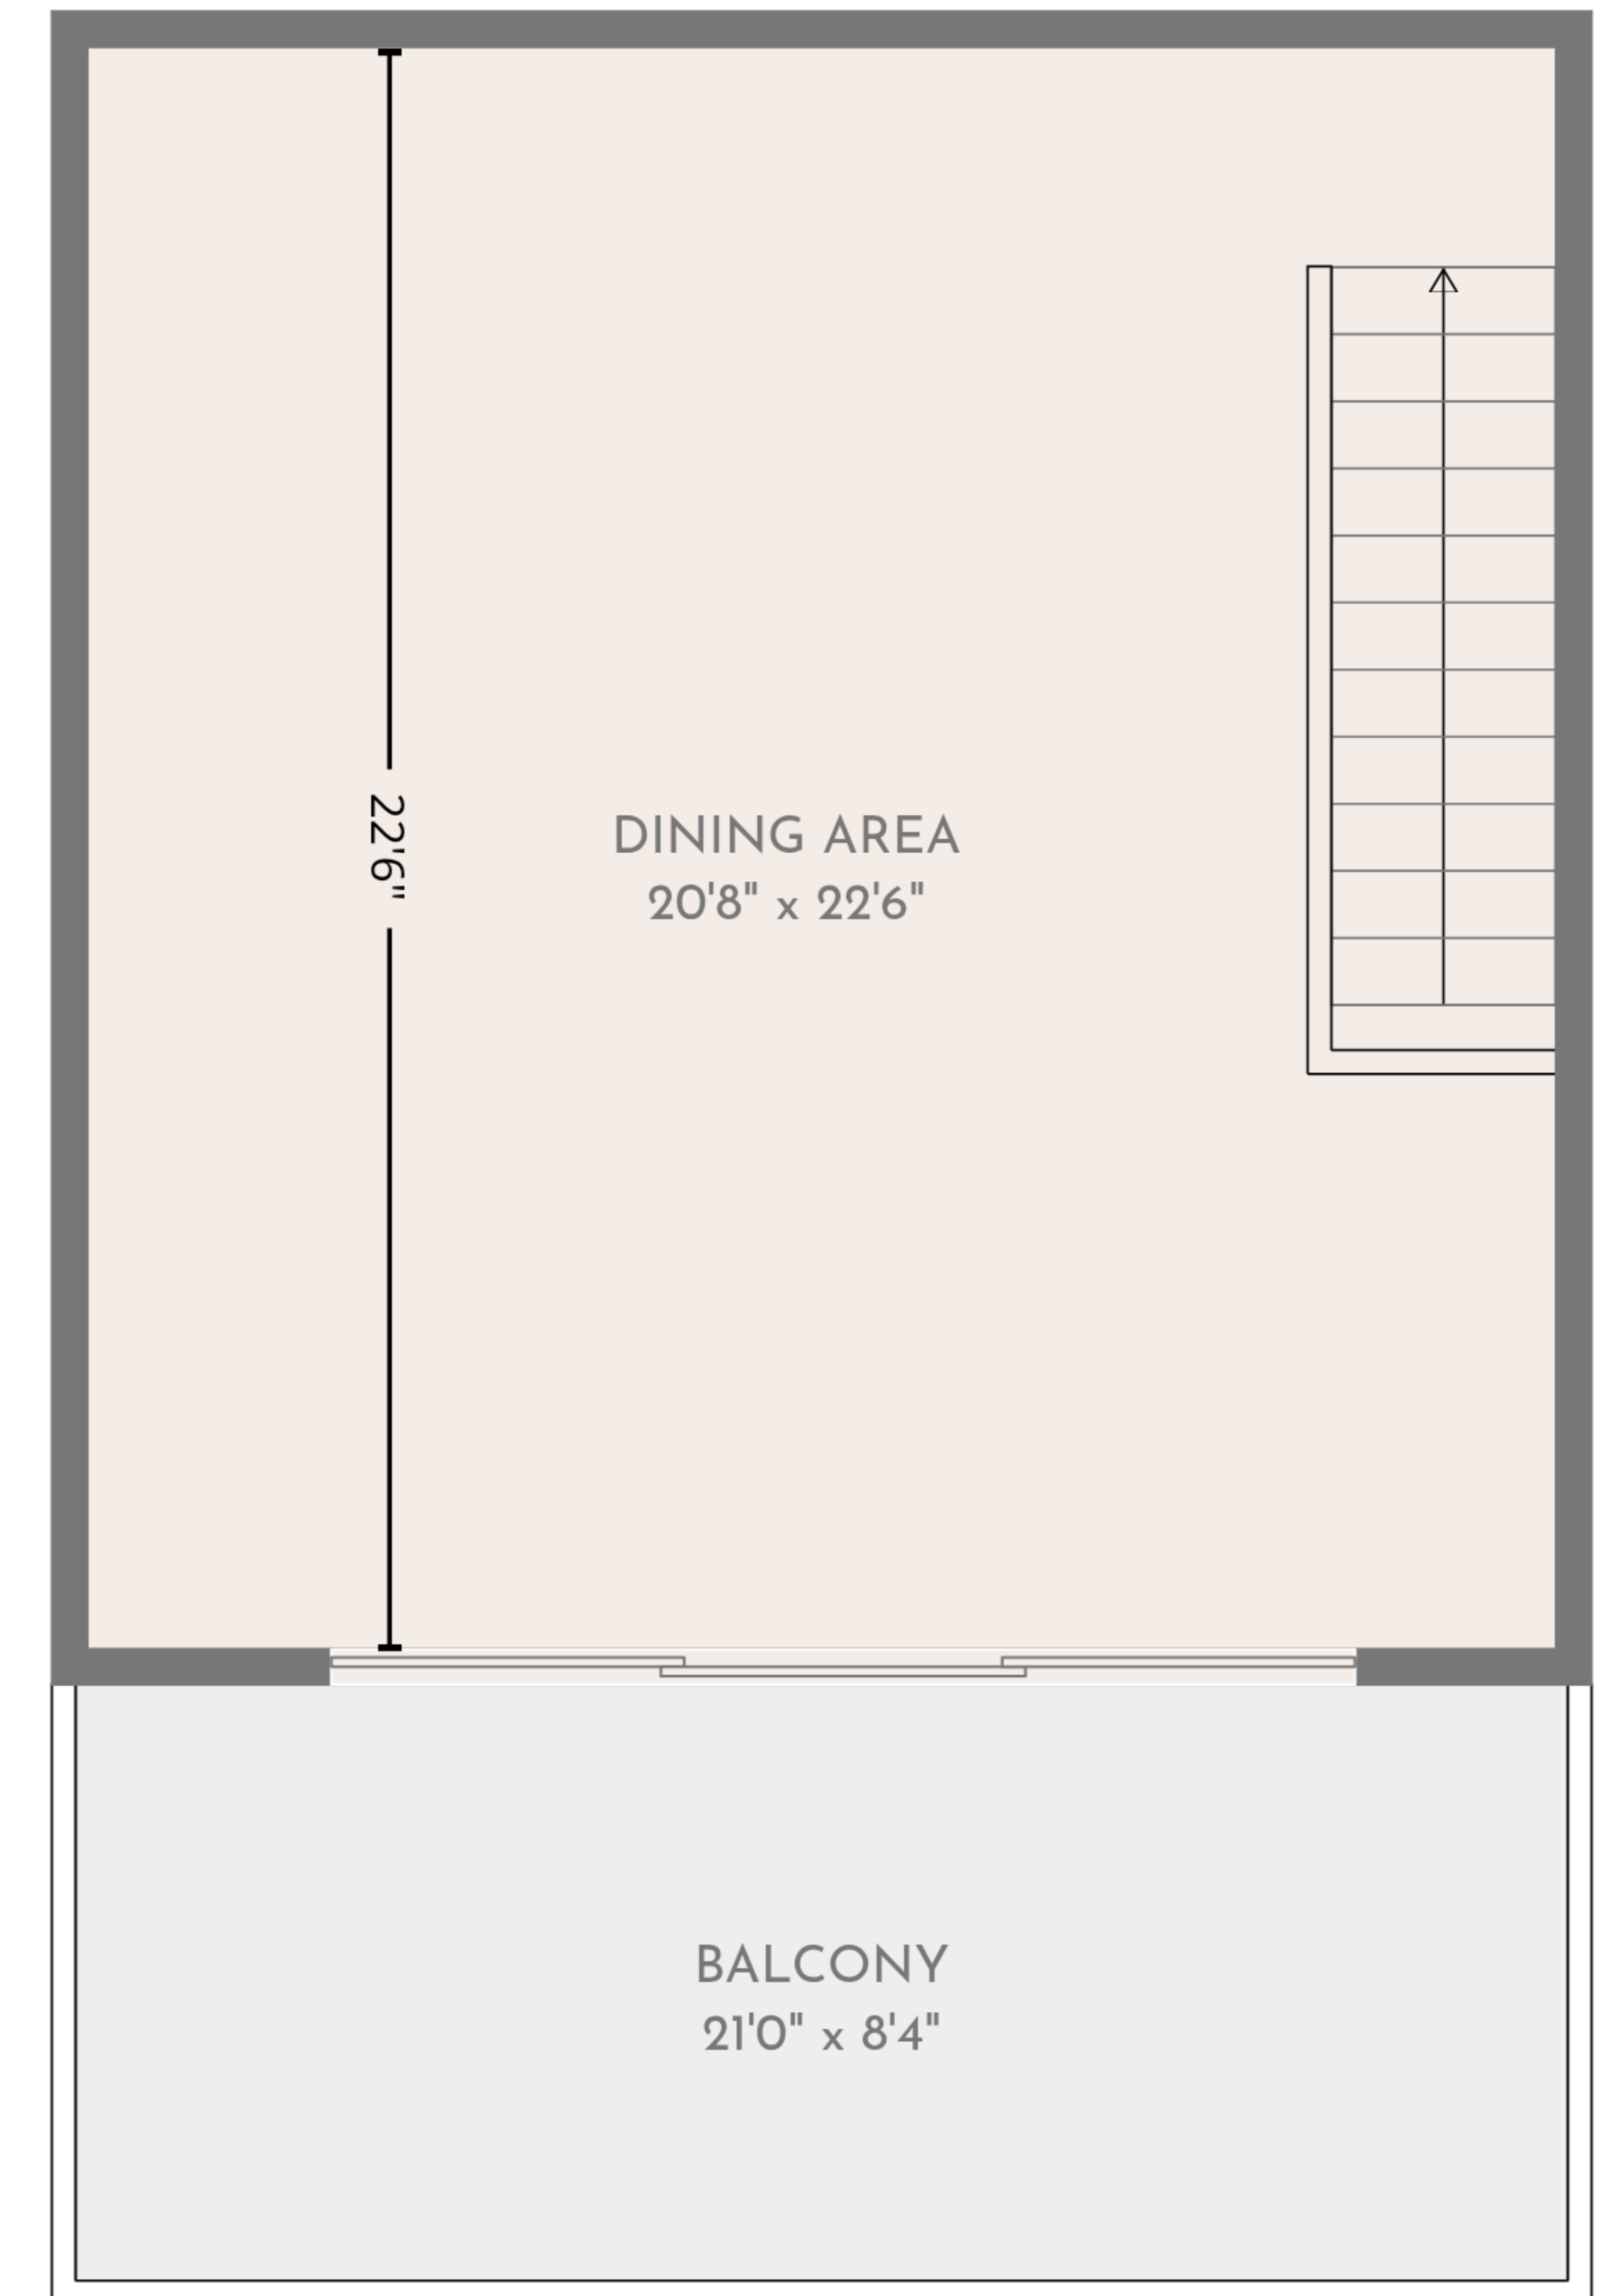 22'6"
DINING AREA
20'8" x 22'6"
BALCONY
21'0" x 8'4"